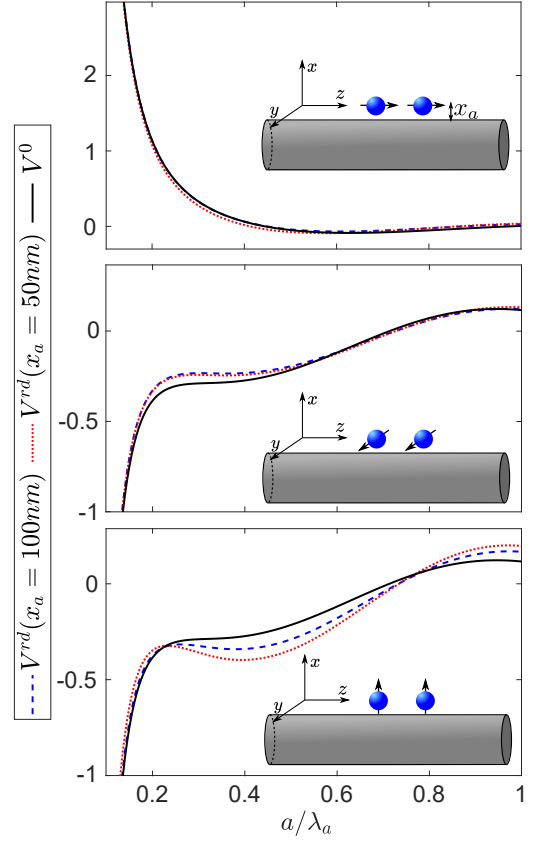 V^{rd}(x_a = 100nm) V^{rd}(x_a = 50nm) V^0
2
1
0
x
y
z
x_a
0
-0.5
-1
x
y
z
0
-0.5
-1
x
y
z
0.2 0.4 0.6 0.8 1
a/λ_a